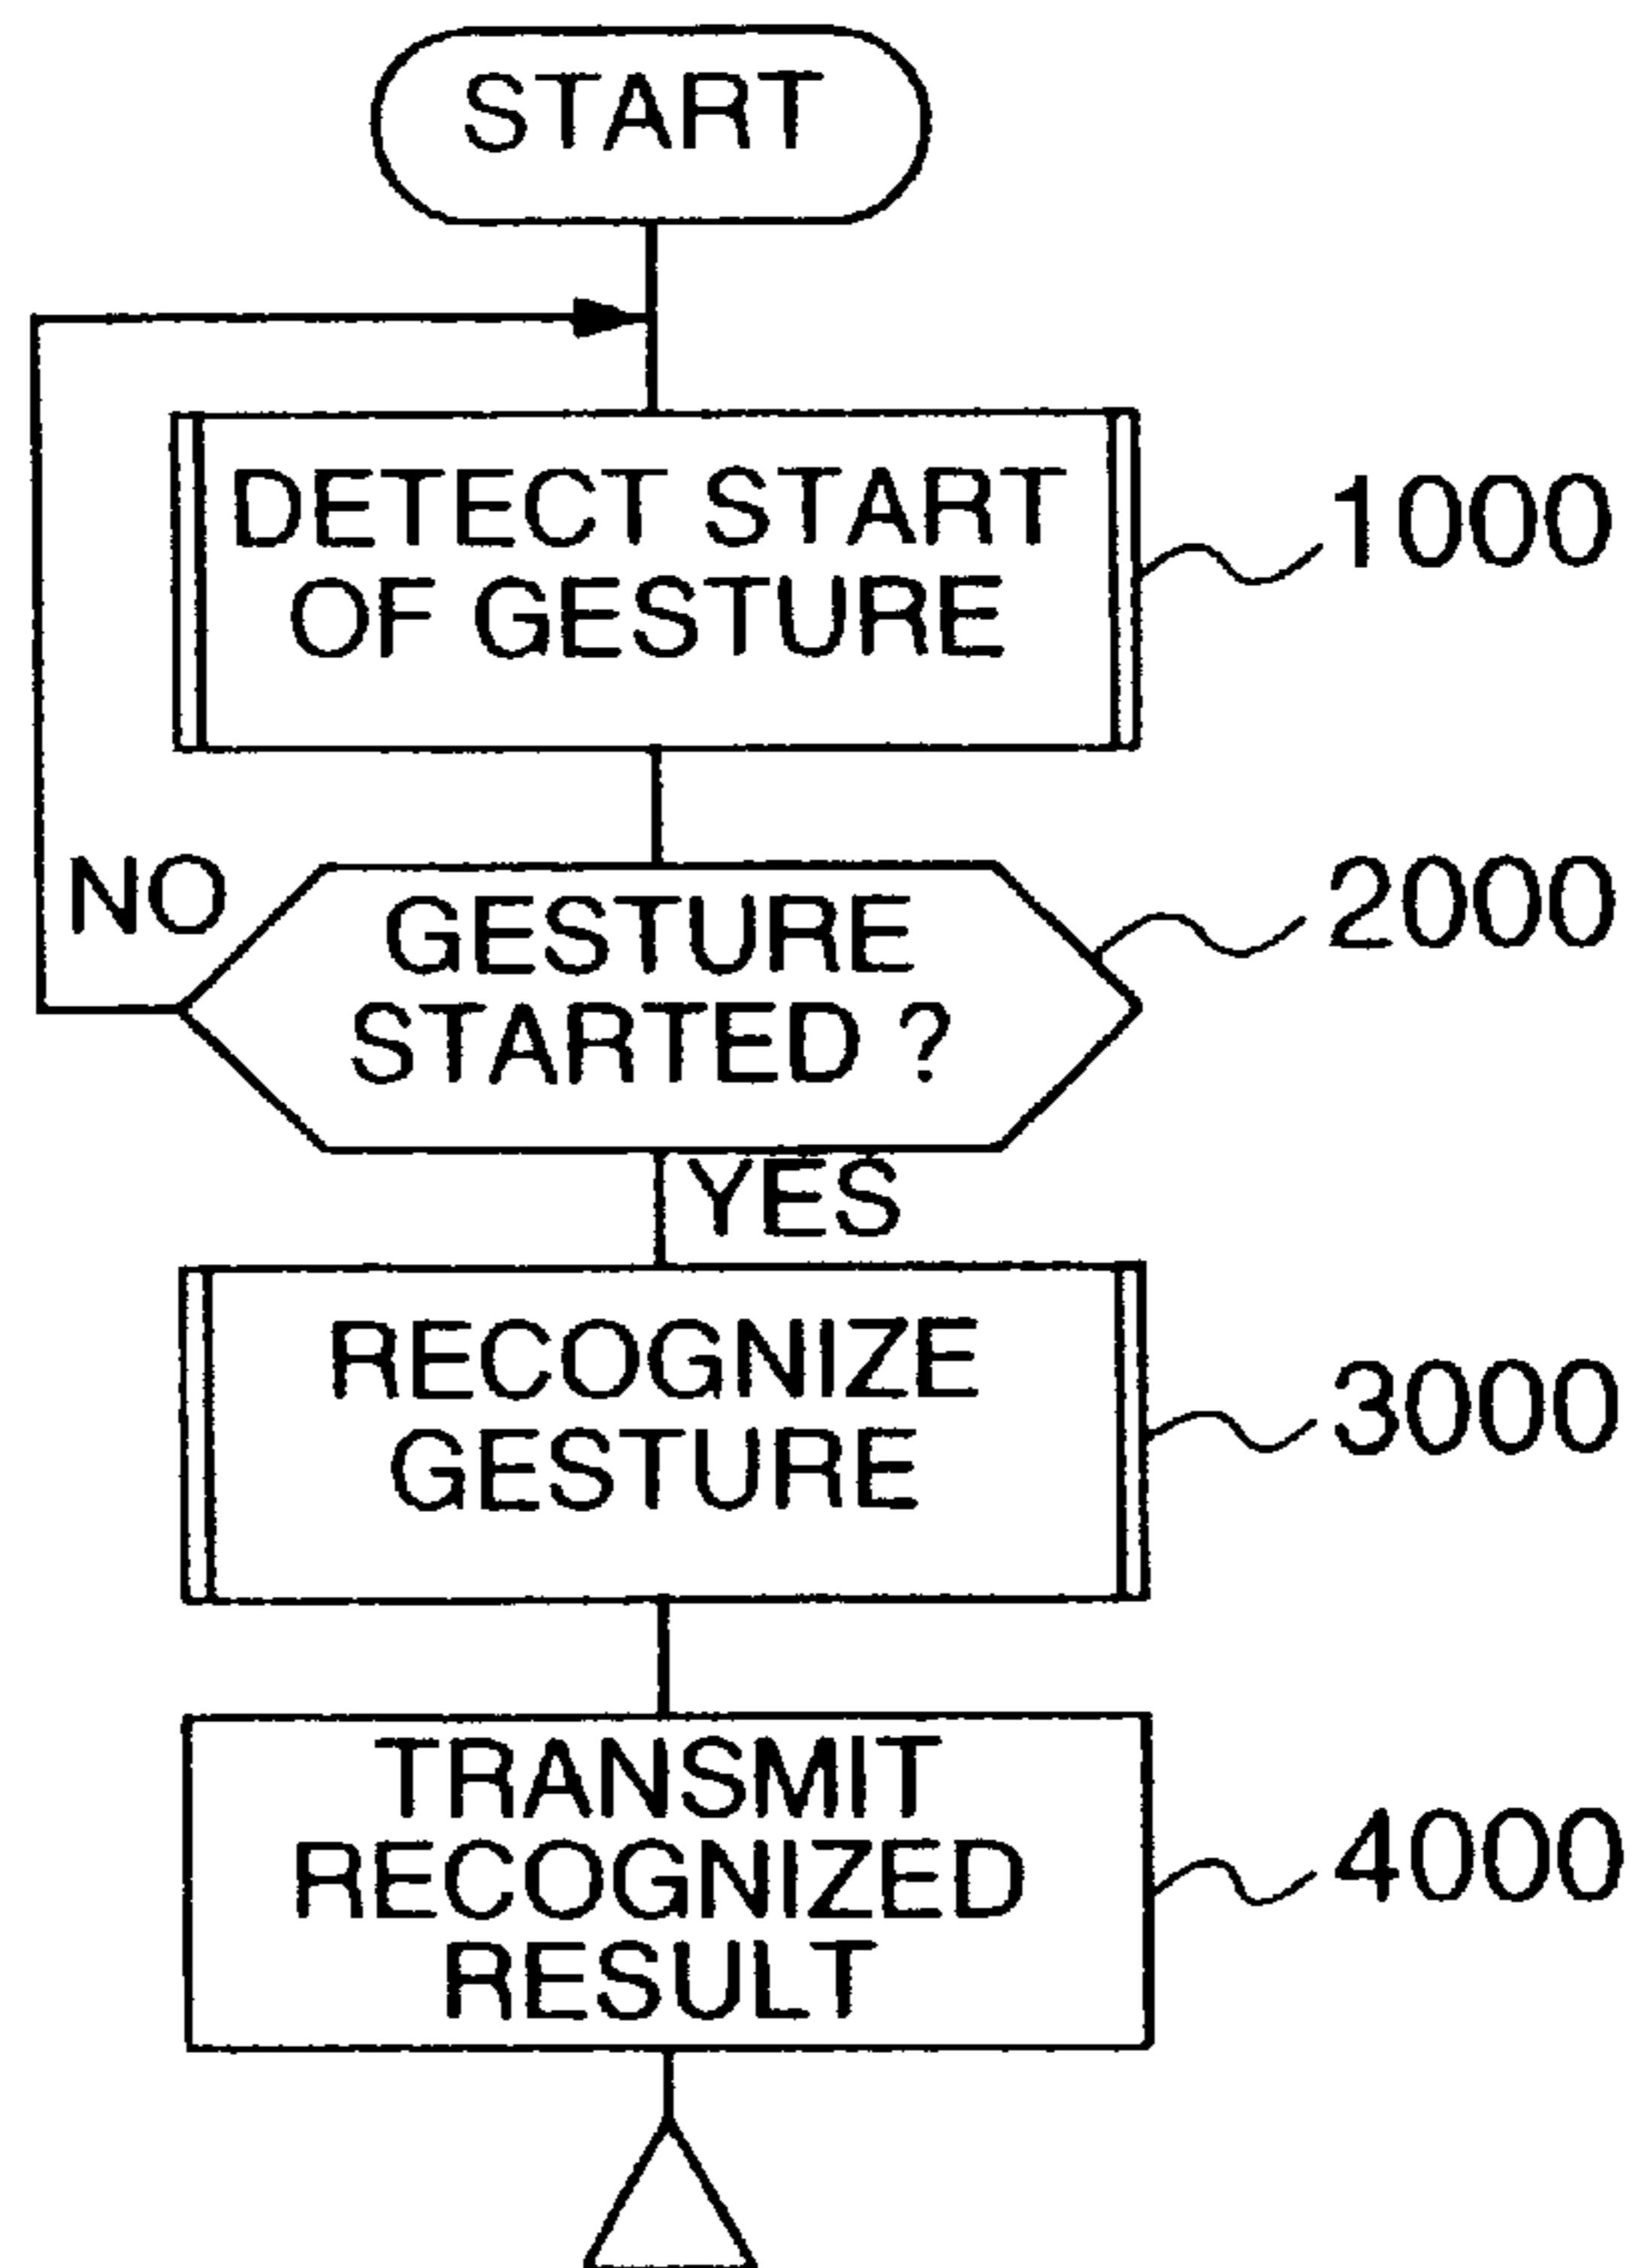 START
DETECT START
OF GESTURE
1000
NO
GESTURE
STARTED ?
2000
YES
RECOGNIZE
GESTURE
3000
TRANSMIT
RECOGNIZED
RESULT
4000